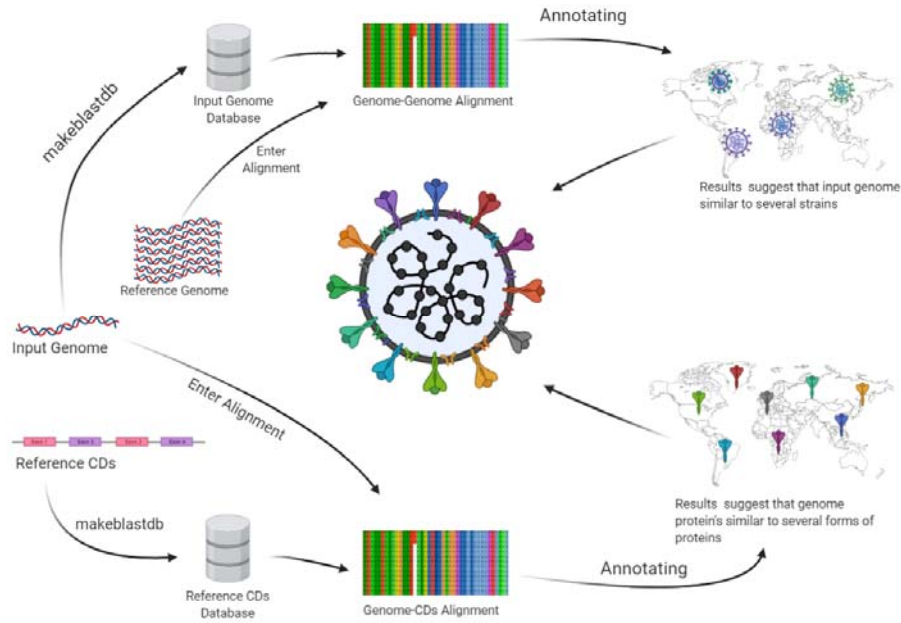 Annotating
makeblastdb
Input Genome
Database
Genome-Genome Alignment
Enter
Alignment
Results suggest that input genome
similar to several strains
Reference Genome
Input Genome
Enter Alignment
Reference CDs
makeblastdb
Reference CDs
Database
Genome-CDs Alignment
Annotating
Results suggest that genome
protein's similar to several forms of
proteins